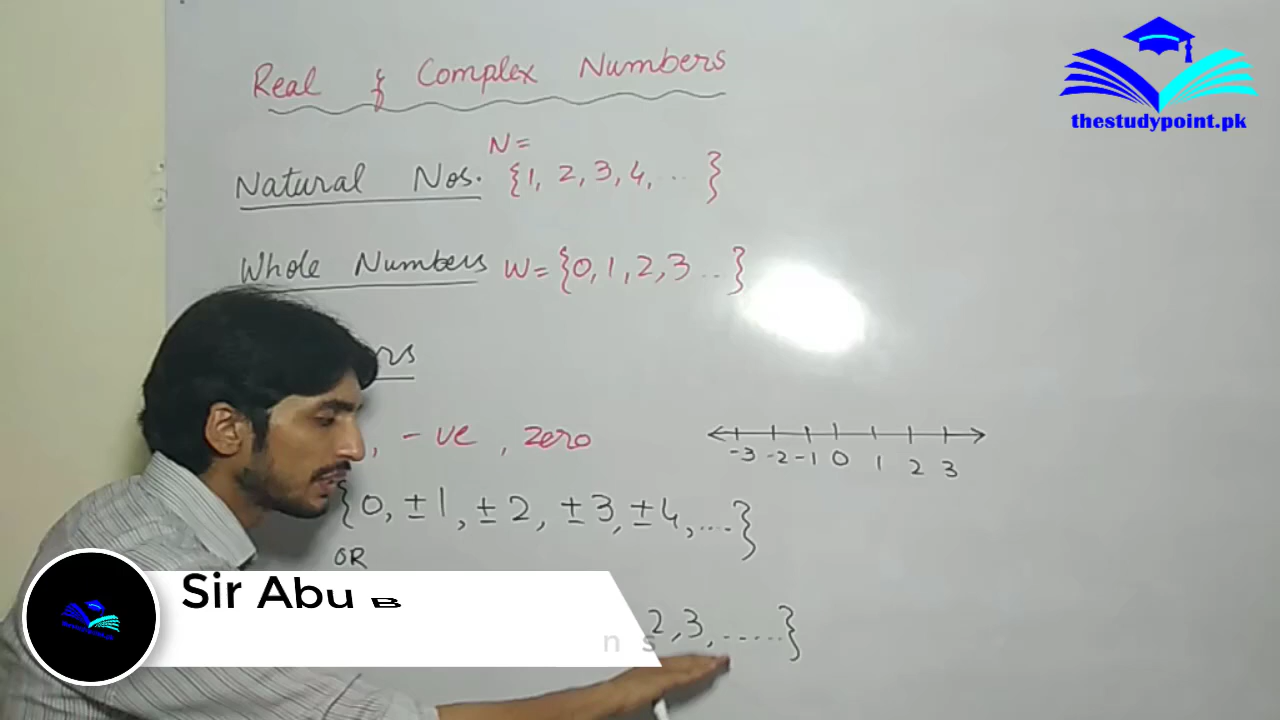 Real & Complex Numbers
thestudypoint.pk
N =
Natural Nos. {1, 2, 3, 4, ... }
Whole Numbers W = {0, 1, 2, 3 ... }
ers
, -ve , zero
-3 -2 -1 0 1 2 3
{0, ±1, ±2, ±3, ±4, ....}
OR
2, 3, .....}
Sir Abu B
n s